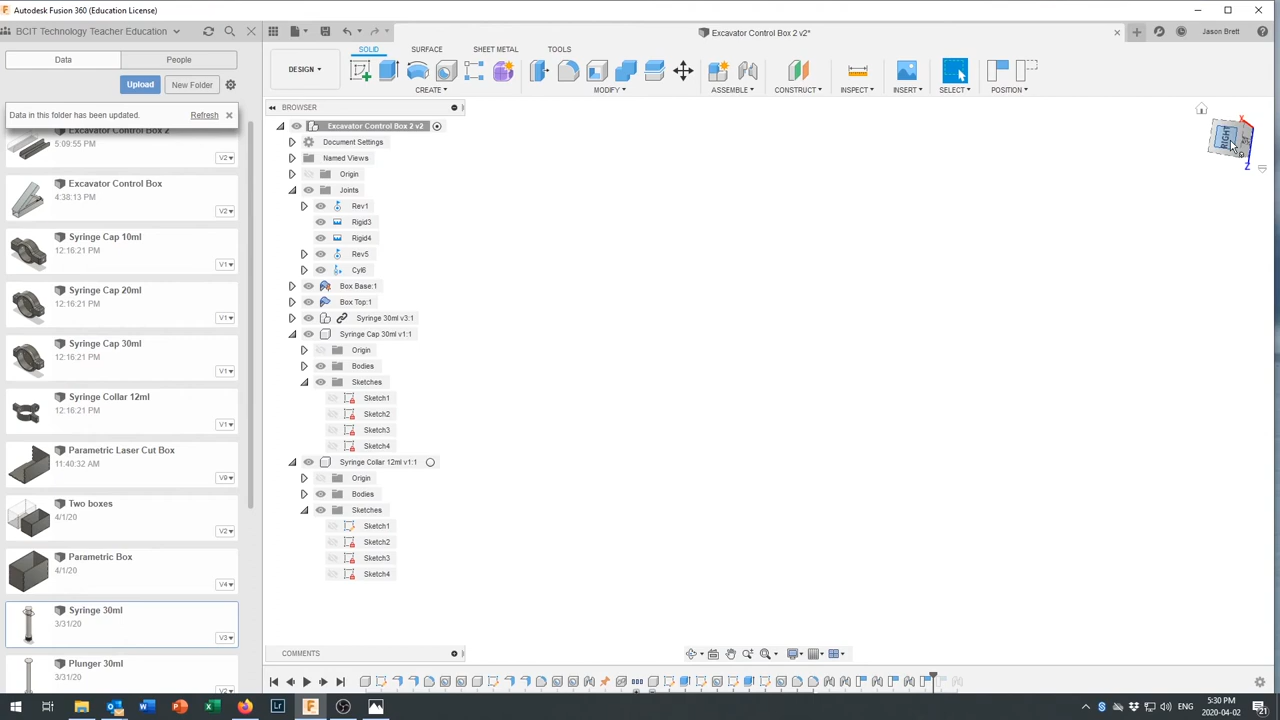 Autodesk Fusion 360 (Education License)
BCIT Technology Teacher Education
Excavator Control Box 2 v2*
Jason Brett
Data
People
DESIGN
SOLID
SURFACE
SHEET METAL
TOOLS
Upload
New Folder
CREATE
MODIFY
ASSEMBLE
CONSTRUCT
INSPECT
INSERT
SELECT
POSITION
Data in this folder has been updated.
Refresh
Excavator Control Box 2
5:09:55 PM
V2
Excavator Control Box
4:38:13 PM
V2
Syringe Cap 10ml
12:16:21 PM
V1
Syringe Cap 20ml
12:16:21 PM
V1
Syringe Cap 30ml
12:16:21 PM
V1
Syringe Collar 12ml
12:16:21 PM
V1
Parametric Laser Cut Box
11:40:32 AM
V9
Two boxes
4/1/20
V2
Parametric Box
4/1/20
V4
Syringe 30ml
3/31/20
V3
Plunger 30ml
3/31/20
V2
BROWSER
Excavator Control Box 2 v2
Document Settings
Named Views
Origin
Joints
Rev1
Rigid3
Rigid4
Rev5
Cyl6
Box Base:1
Box Top:1
Syringe 30ml v3:1
Syringe Cap 30ml v1:1
Origin
Bodies
Sketches
Sketch1
Sketch2
Sketch3
Sketch4
Syringe Collar 12ml v1:1
Origin
Bodies
Sketches
Sketch1
Sketch2
Sketch3
Sketch4
X
RIGHT
Z
COMMENTS
ENG
5:30 PM
2020-04-02
21